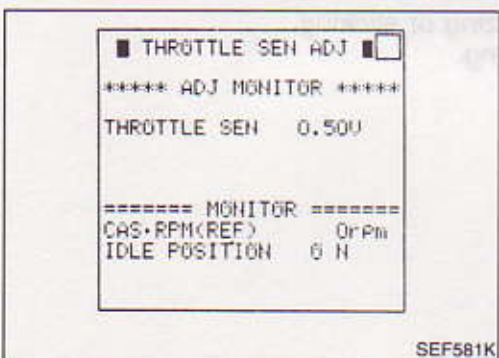 THROTTLE SEN ADJ
***** ADJ MONITOR *****
THROTTLE SEN 0.50V
======= MONITOR =======
CAS•RPM(REF) 0rpm
IDLE POSITION ON
SEF581K